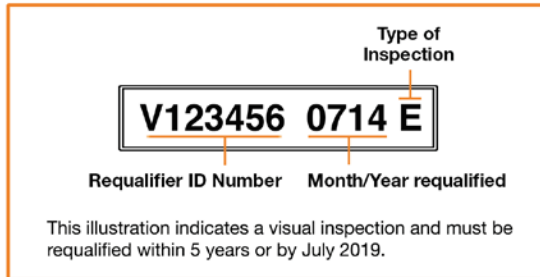 Type of
Inspection
V123456 0714 E
Requalifier ID Number Month/Year requalified
This illustration indicates a visual inspection and must be
requalified within 5 years or by July 2019.